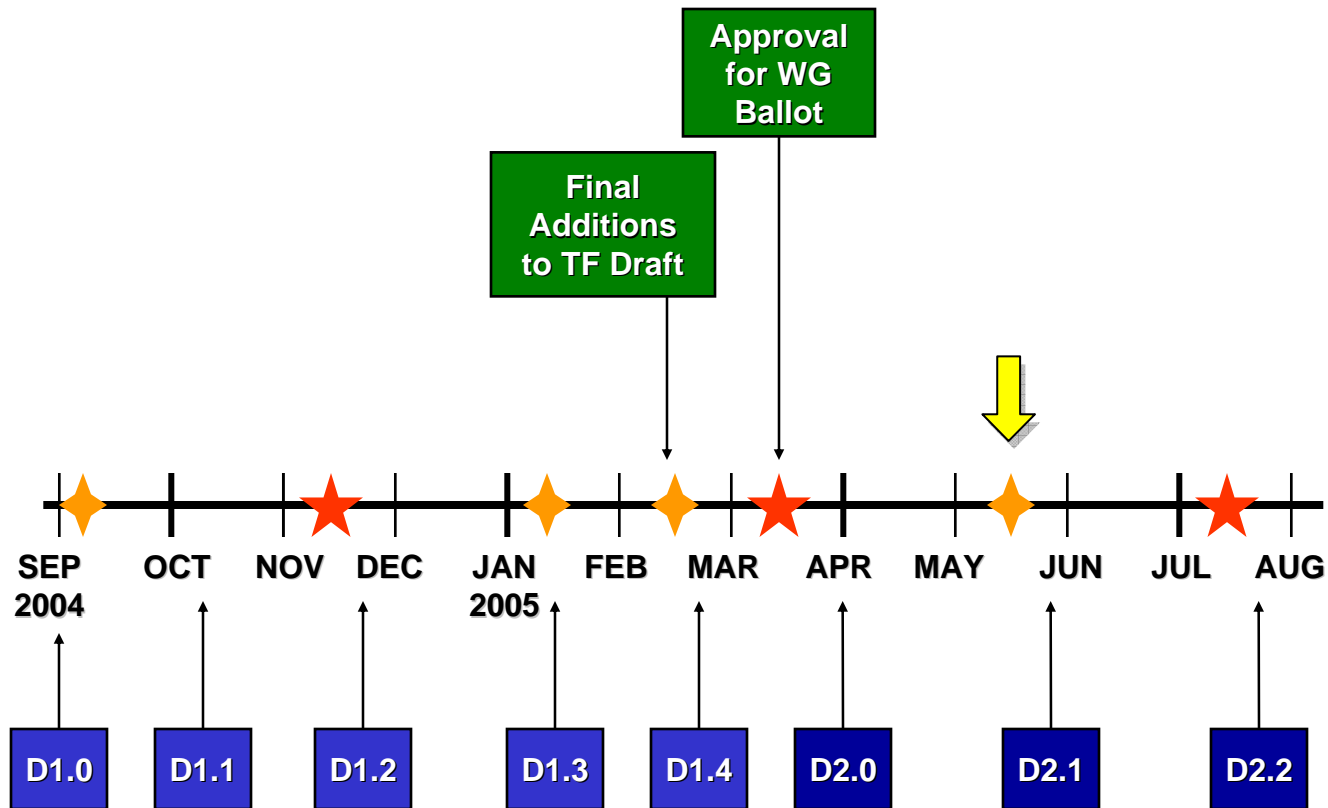 Approval
for WG
Ballot
Final
Additions
to TF Draft
SEP OCT NOV DEC JAN FEB MAR APR MAY JUN JUL AUG
2004 2005
D1.0 D1.1 D1.2 D1.3 D1.4 D2.0 D2.1 D2.2